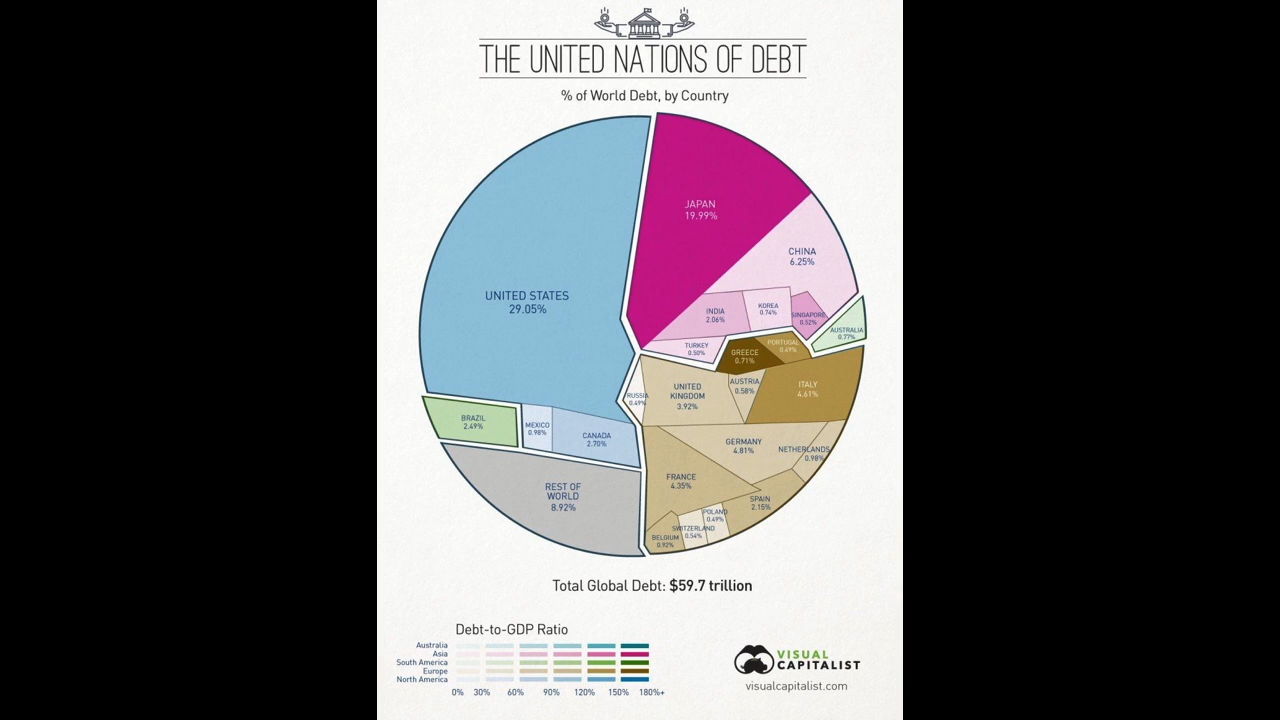 THE UNITED NATIONS OF DEBT
% of World Debt, by Country
JAPAN
19.99%
CHINA
6.25%
UNITED STATES
29.05%
INDIA
2.06%
KOREA
0.74%
SINGAPORE
0.52%
AUSTRALIA
0.77%
TURKEY
0.50%
GREECE
0.71%
PORTUGAL
0.49%
RUSSIA
0.49%
UNITED
KINGDOM
3.92%
AUSTRIA
0.58%
ITALY
4.61%
BRAZIL
2.49%
MEXICO
0.98%
CANADA
2.70%
GERMANY
4.81%
NETHERLANDS
0.98%
REST OF
WORLD
8.92%
FRANCE
4.35%
SPAIN
2.15%
POLAND
0.49%
SWITZERLAND
0.54%
BELGIUM
0.92%
Total Global Debt: $59.7 trillion
Debt-to-GDP Ratio
Australia
Asia
South America
Europe
North America
0% 30% 60% 90% 120% 150% 180%+
VISUAL
CAPITALIST
visualcapitalist.com